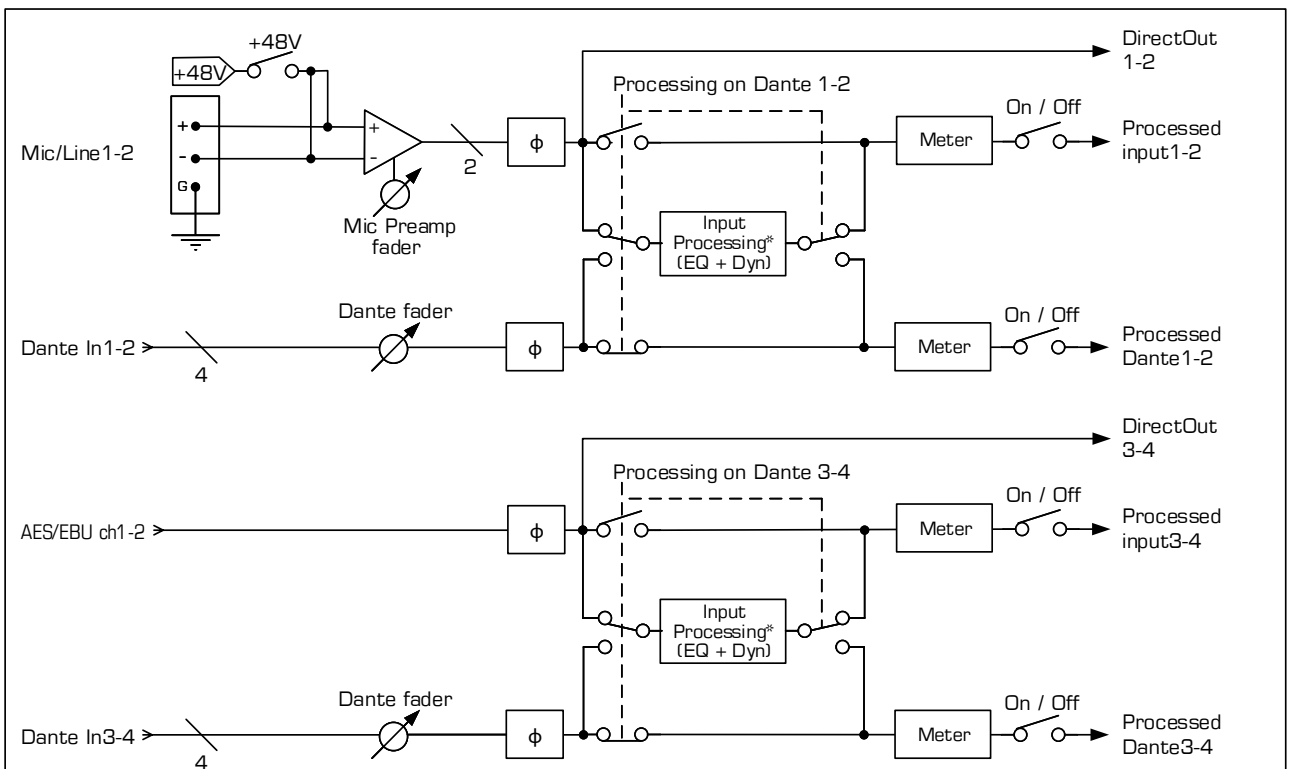 +48V
+48V
DirectOut
1-2
Processing on Dante 1-2
On / Off
Mic/Line1-2
+
-
G
+
-
2
ϕ
Meter
Processed
input1-2
Mic Preamp
fader
Input
Processing*
(EQ + Dyn)
Dante fader
On / Off
Dante In1-2
4
ϕ
Meter
Processed
Dante1-2
DirectOut
3-4
Processing on Dante 3-4
On / Off
AES/EBU ch1-2
ϕ
Meter
Processed
input3-4
Input
Processing*
(EQ + Dyn)
Dante fader
On / Off
Dante In3-4
4
ϕ
Meter
Processed
Dante3-4